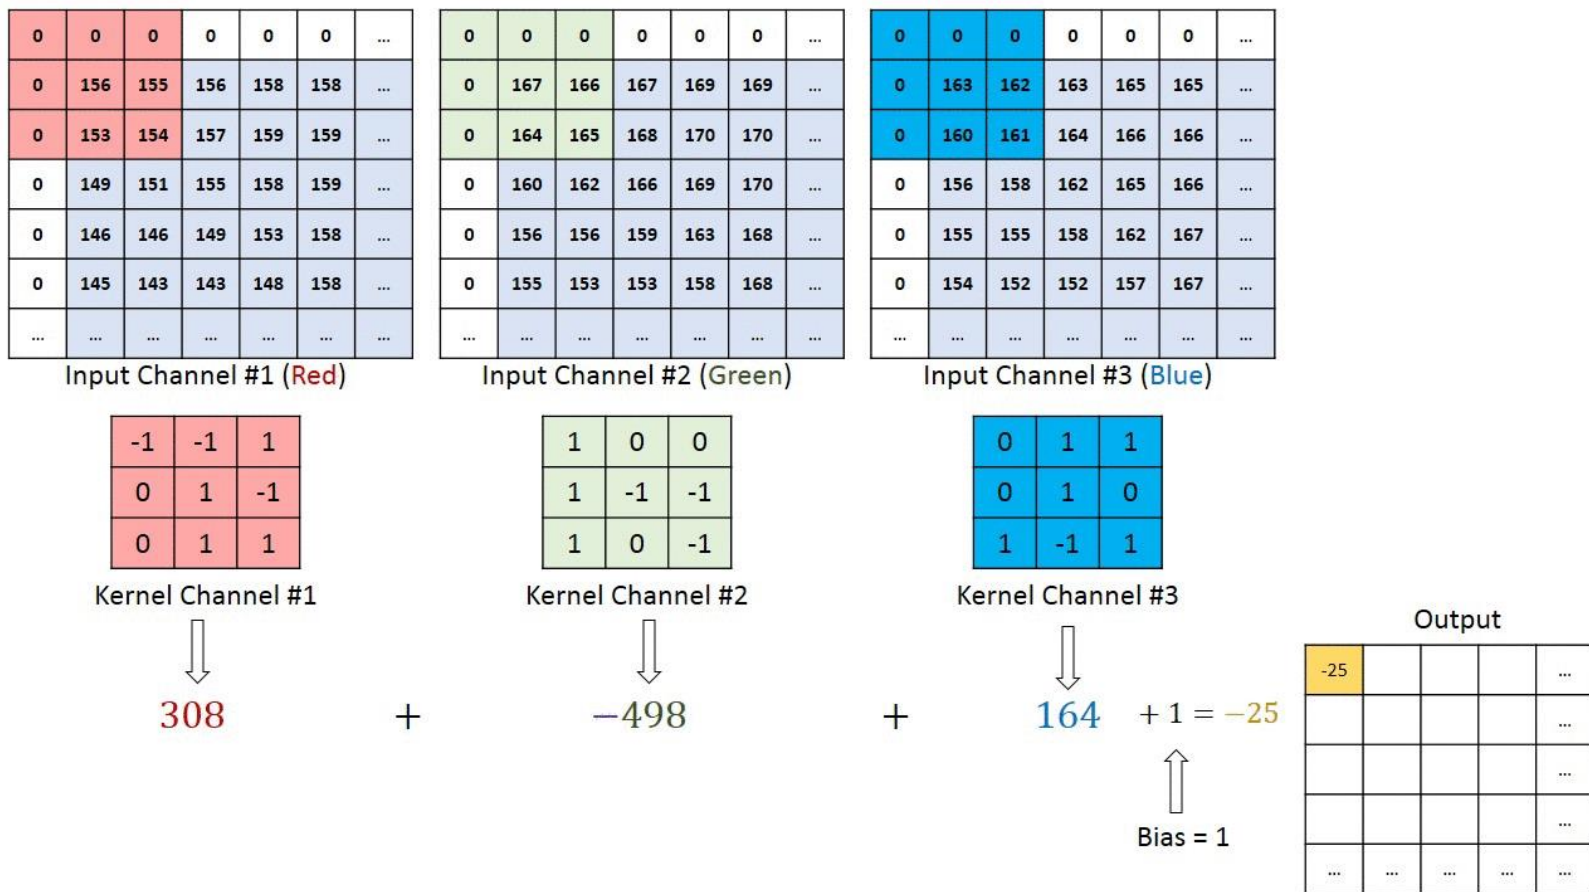 0 0 0 0 0 0 ...
0 156 155 156 158 158 ...
0 153 154 157 159 159 ...
0 149 151 155 158 159 ...
0 146 146 149 153 158 ...
0 145 143 143 148 158 ...
... ... ... ... ... ... ...
Input Channel #1 (Red)
0 0 0 0 0 0 ...
0 167 166 167 169 169 ...
0 164 165 168 170 170 ...
0 160 162 166 169 170 ...
0 156 156 159 163 168 ...
0 155 153 153 158 168 ...
... ... ... ... ... ... ...
Input Channel #2 (Green)
0 0 0 0 0 0 ...
0 163 162 163 165 165 ...
0 160 161 164 166 166 ...
0 156 158 162 165 166 ...
0 155 155 158 162 167 ...
0 154 152 152 157 167 ...
... ... ... ... ... ... ...
Input Channel #3 (Blue)
-1 -1 1
0 1 -1
0 1 1
Kernel Channel #1
1 0 0
1 -1 -1
1 0 -1
Kernel Channel #2
0 1 1
0 1 0
1 -1 1
Kernel Channel #3
308 + −498 + 164 + 1 = −25
Bias = 1
Output
-25 ...
...
...
...
... ... ... ... ...